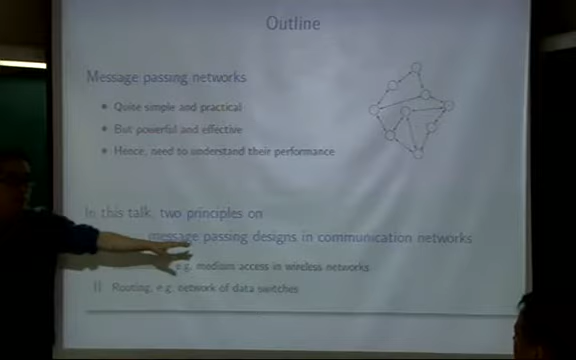 Outline
Message passing networks
• Quite simple and practical
• But powerful and effective
• Hence, need to understand their performance
In this talk, two principles on
message passing designs in communication networks
e.g. medium access in wireless networks
II Routing, e.g. network of data switches